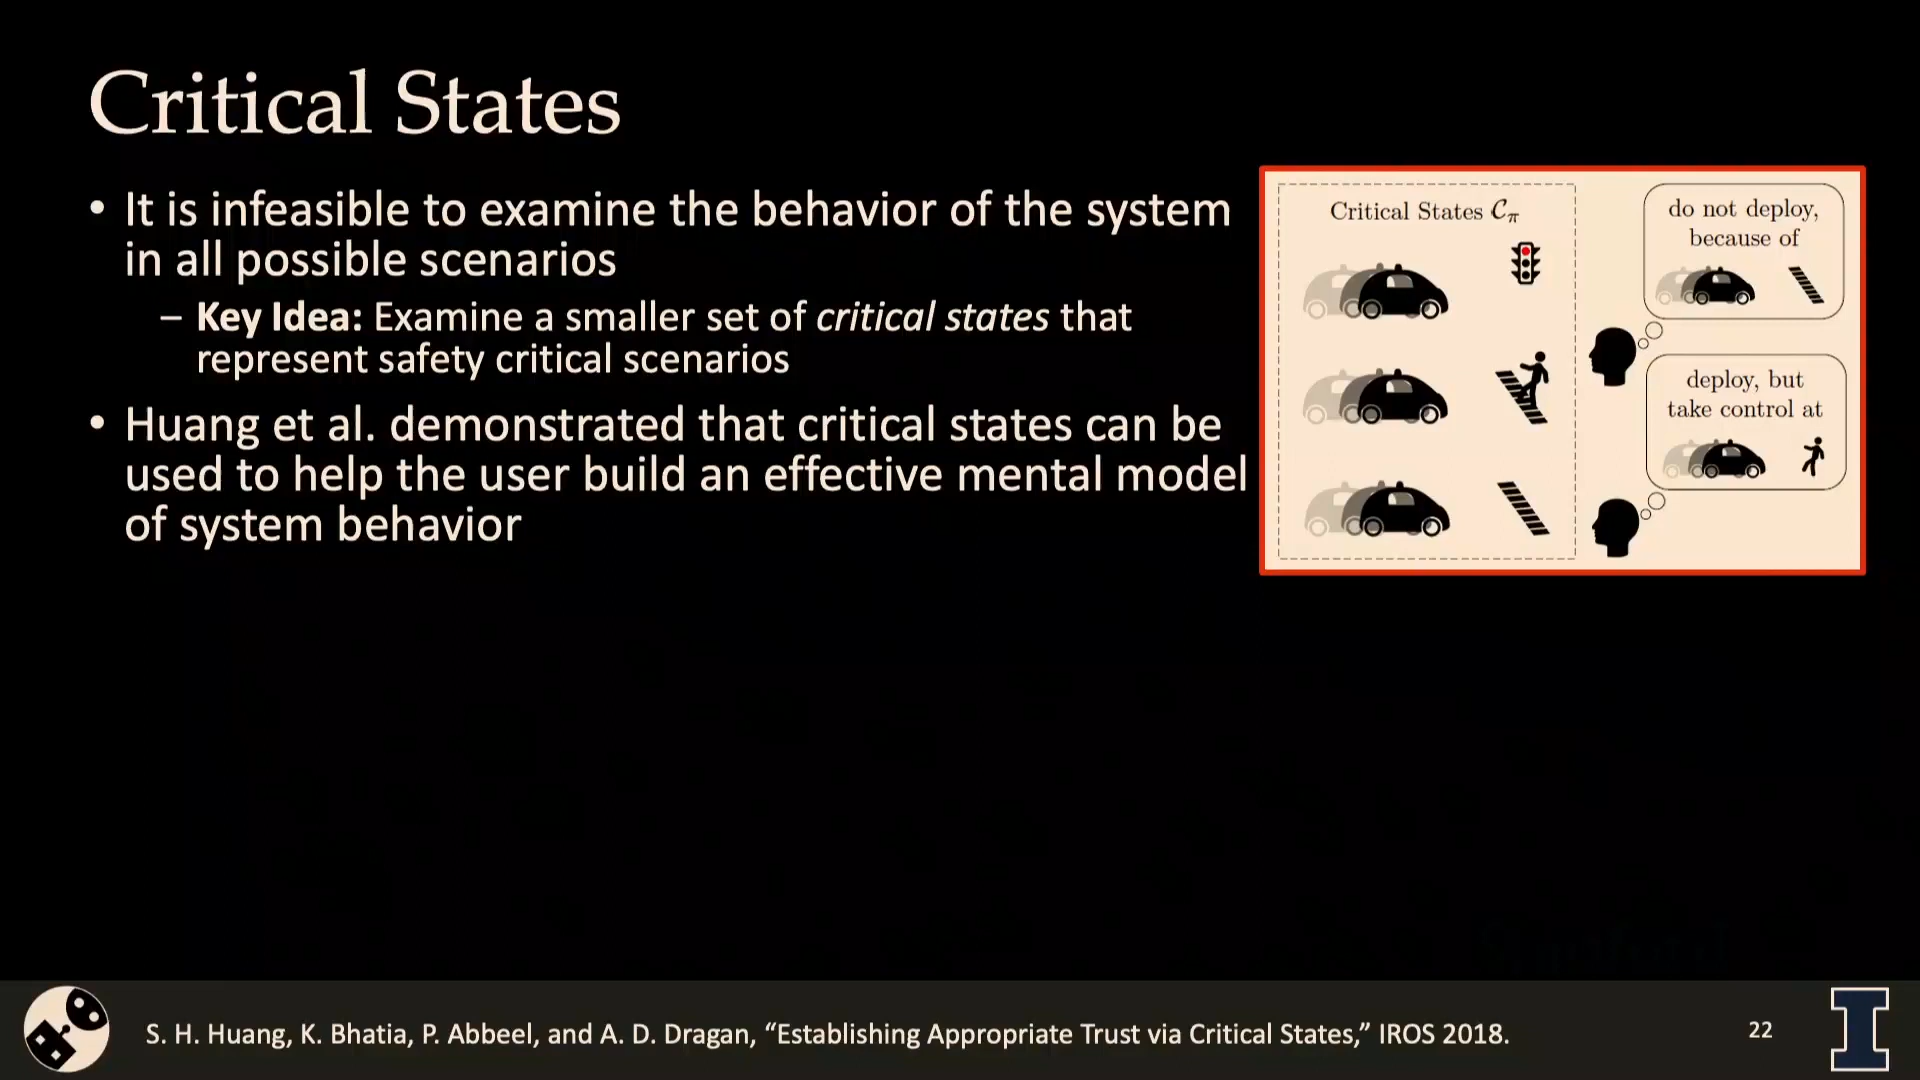 Critical States
• It is infeasible to examine the behavior of the system
in all possible scenarios
– Key Idea: Examine a smaller set of critical states that
represent safety critical scenarios
• Huang et al. demonstrated that critical states can be
used to help the user build an effective mental model
of system behavior
Critical States 𝒞π
do not deploy,
because of
deploy, but
take control at
S. H. Huang, K. Bhatia, P. Abbeel, and A. D. Dragan, “Establishing Appropriate Trust via Critical States,” IROS 2018.
22